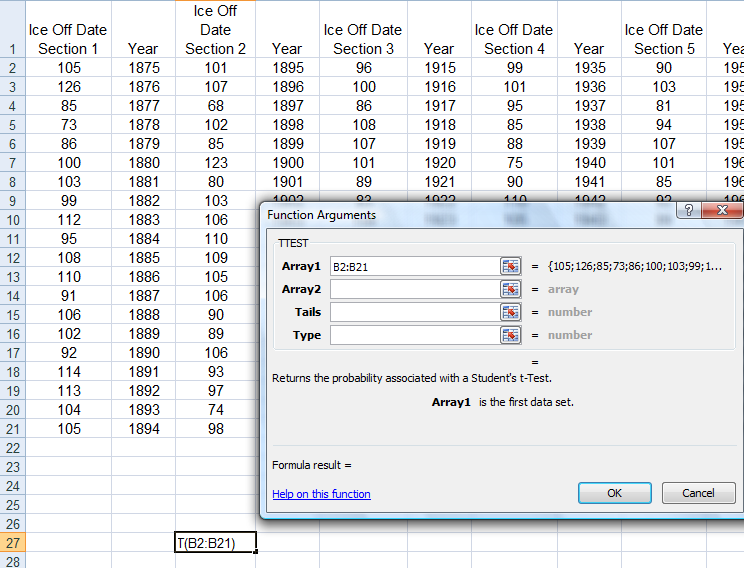 Ice Off
Ice Off Date Date Ice Off Date Ice Off Date Ice Off Date
1 Section 1 Year Section 2 Year Section 3 Year Section 4 Year Section 5 Yea
2 105 1875 101 1895 96 1915 99 1935 90 195
3 126 1876 107 1896 100 1916 101 1936 103 195
4 85 1877 68 1897 86 1917 95 1937 81 195
5 73 1878 102 1898 108 1918 85 1938 94 195
6 86 1879 85 1899 107 1919 88 1939 107 195
7 100 1880 123 1900 101 1920 75 1940 101 196
8 103 1881 80 1901 89 1921 90 1941 85 196
9 99 1882 103
10 112 1883 106
11 95 1884 110
12 108 1885 109
13 110 1886 105
14 91 1887 106
15 106 1888 90
16 102 1889 89
17 92 1890 106
18 114 1891 93
19 113 1892 97
20 104 1893 74
21 105 1894 98
22
23
24
25
26
27 T(B2:B21)
28
Function Arguments
TTEST
Array1 B2:B21 = {105;126;85;73;86;100;103;99;1...
Array2 = array
Tails = number
Type = number
=
Returns the probability associated with a Student's t-Test.
Array1 is the first data set.
Formula result =
Help on this function OK Cancel